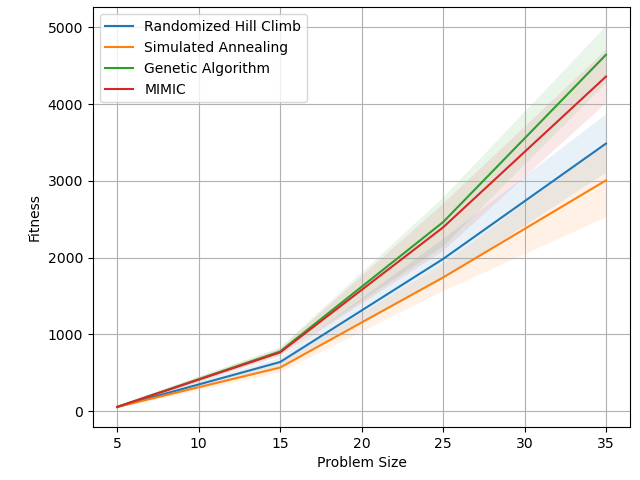 Randomized Hill Climb
Simulated Annealing
Genetic Algorithm
MIMIC
5000
4000
3000
2000
1000
0
Fitness
5 10 15 20 25 30 35
Problem Size